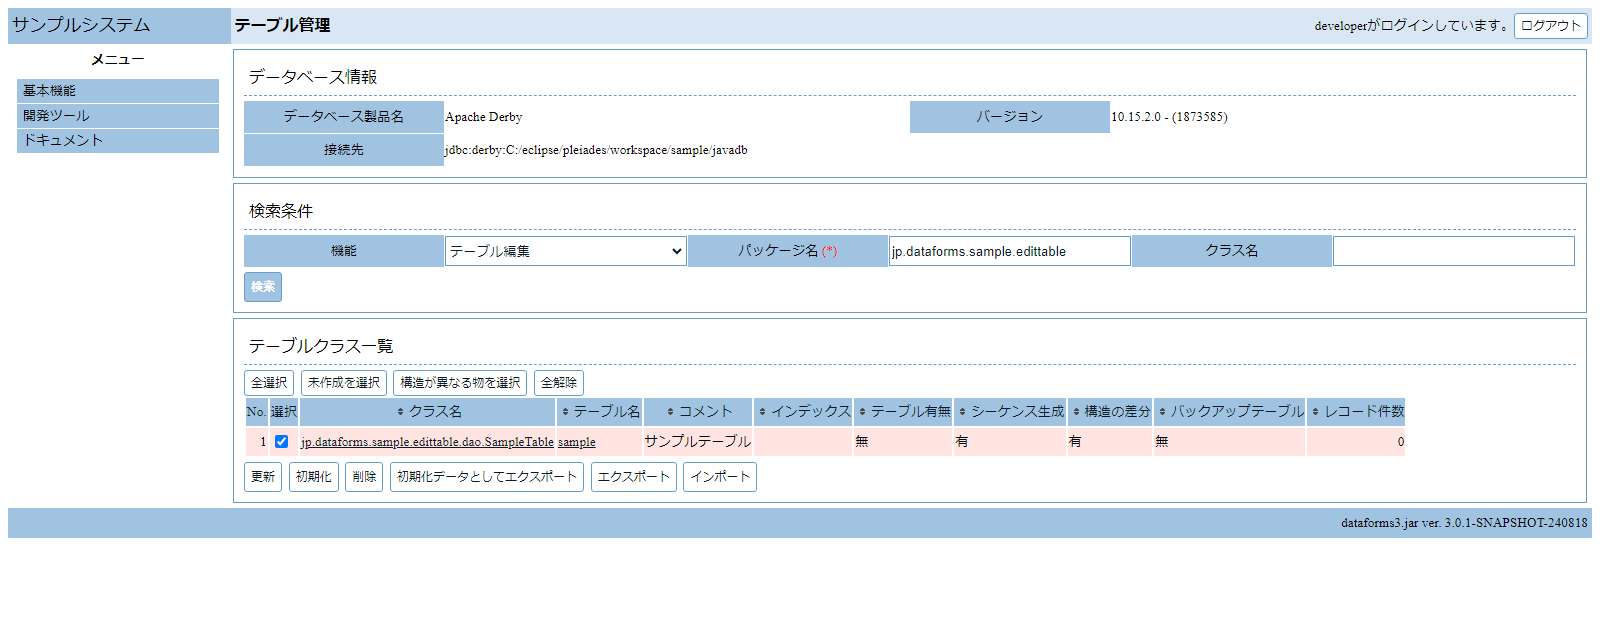 サンプルシステム
テーブル管理
developerがログインしています。 ログアウト
メニュー
基本機能
開発ツール
ドキュメント
データベース情報
データベース製品名 Apache Derby バージョン 10.15.2.0 - (1873585)
接続先 jdbc:derby:C:/eclipse/pleiades/workspace/sample/javadb
検索条件
機能 テーブル編集 パッケージ名 (*) jp.dataforms.sample.edittable クラス名
検索
テーブルクラス一覧
全選択 未作成を選択 構造が異なる物を選択 全解除
No. 選択 クラス名 テーブル名 コメント インデックス テーブル有無 シーケンス生成 構造の差分 バックアップテーブル レコード件数
1 jp.dataforms.sample.edittable.dao.SampleTable sample サンプルテーブル 無 有 有 無 0
更新 初期化 削除 初期化データとしてエクスポート エクスポート インポート
dataforms3.jar ver. 3.0.1-SNAPSHOT-240818